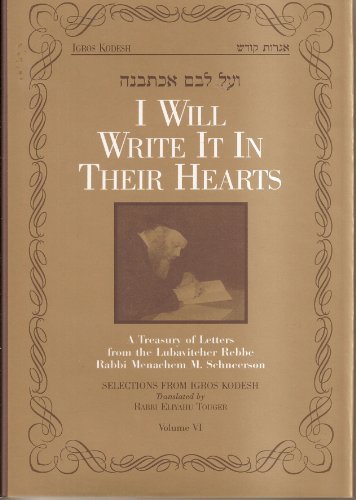 IGROS KODESH
אגרות קודש
ועל לבם אכתבנה
I WILL
WRITE IT IN
THEIR HEARTS
A Treasury of Letters
from the Lubavitcher Rebbe
Rabbi Menachem M. Schneerson
SELECTIONS FROM IGROS KODESH
Translated by
RABBI ELIYAHU TOUGER
Volume VI